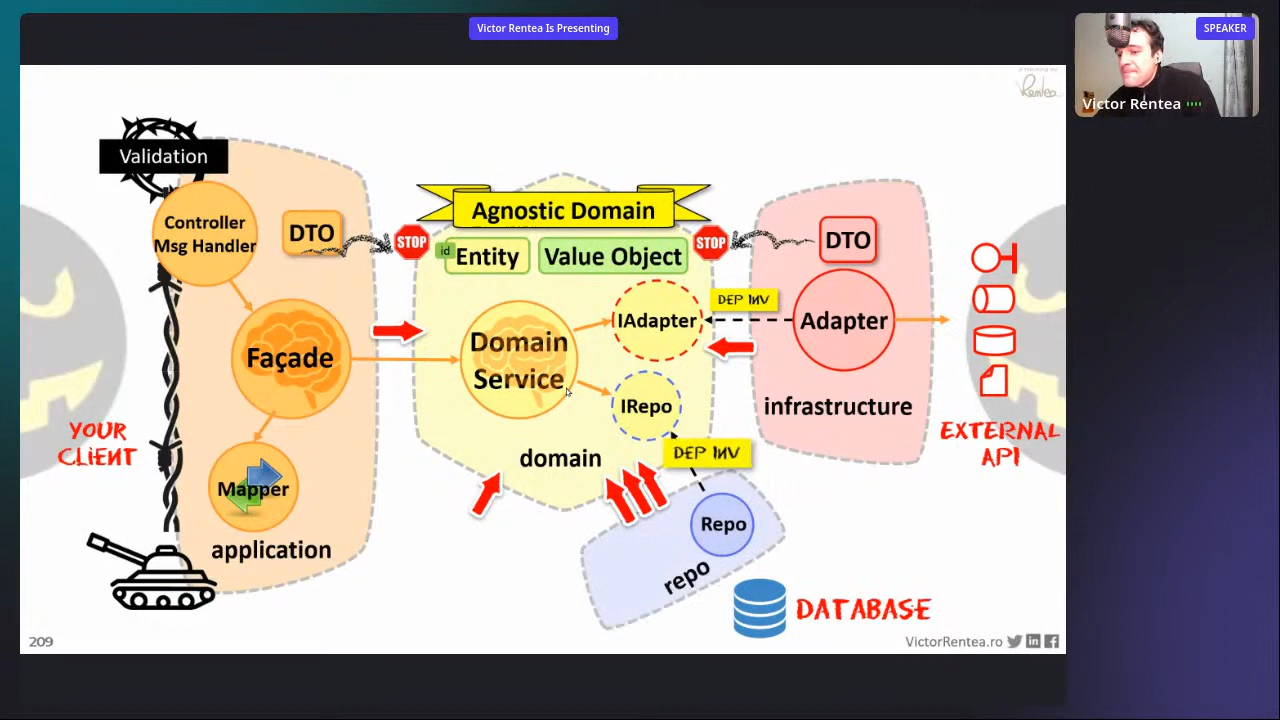 Victor Rentea Is Presenting
SPEAKER
Victor Rentea
Rentea
Validation
Controller
Msg Handler
DTO
STOP
Agnostic Domain
id
Entity
Value Object
STOP
DTO
DEP INV
IAdapter
Adapter
Domain
Service
Façade
IRepo
infrastructure
YOUR
CLIENT
EXTERNAL
API
domain
DEP INV
Mapper
Repo
application
repo
DATABASE
209
VictorRentea.ro